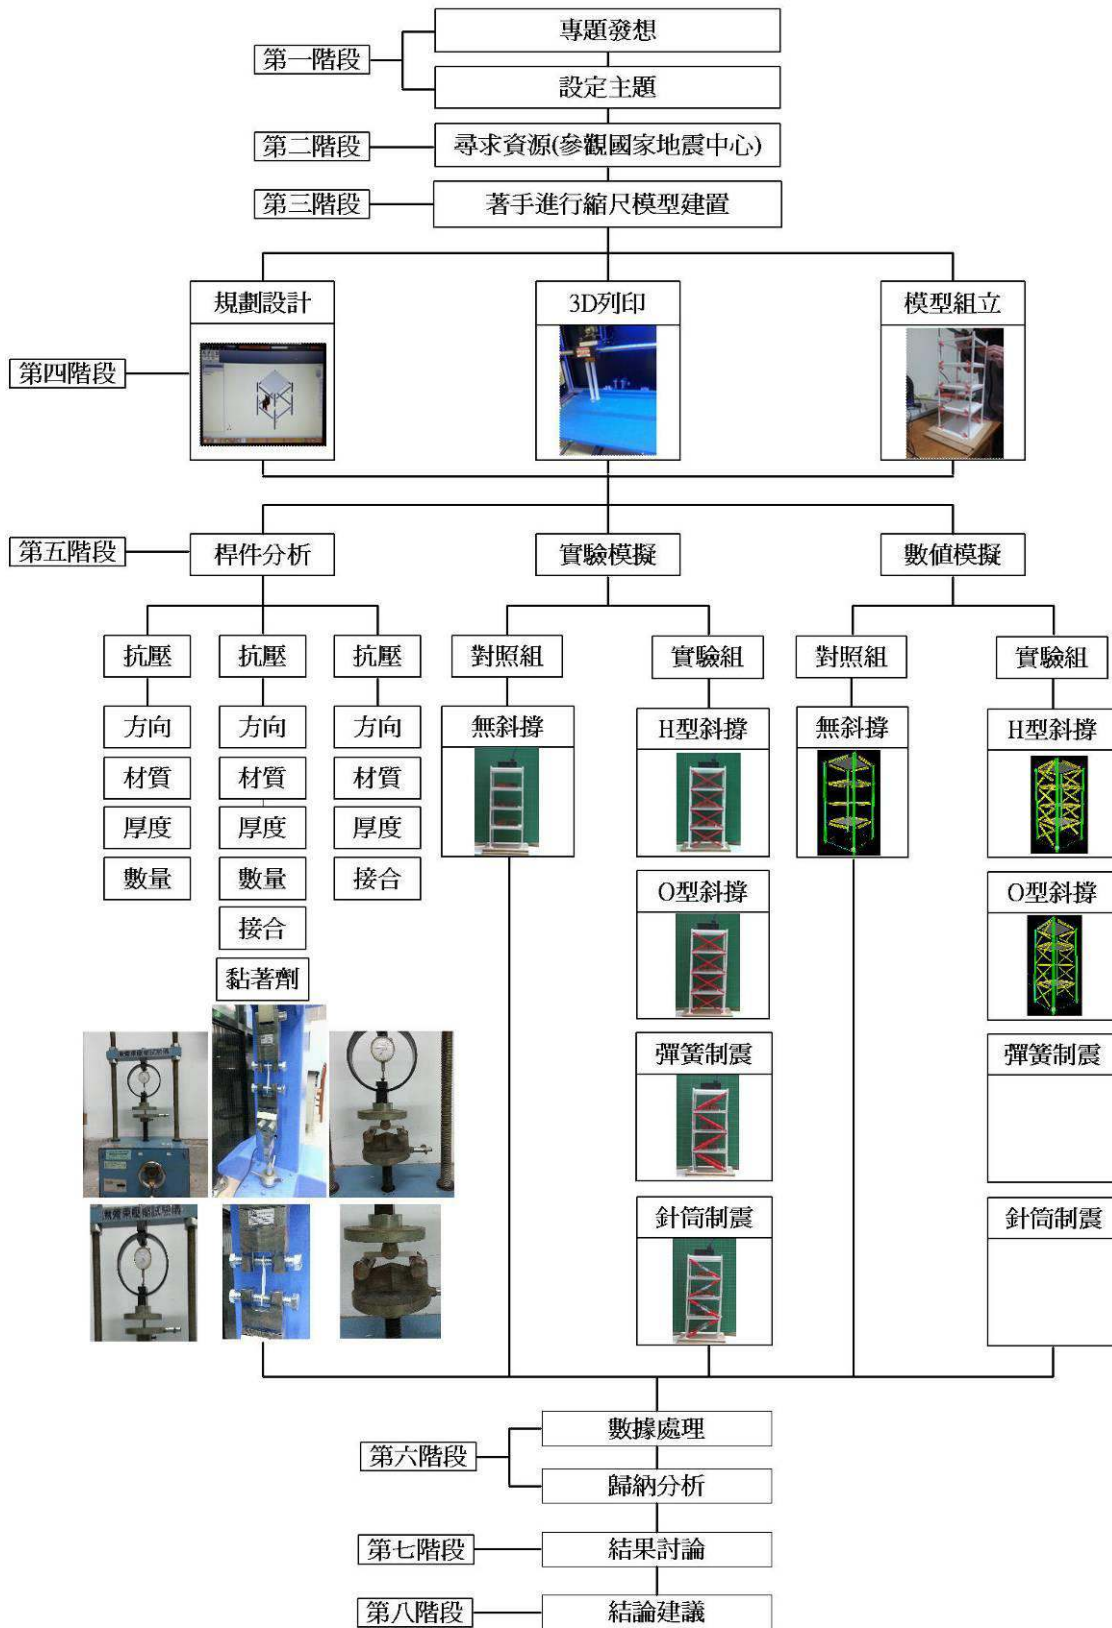 專題發想
第一階段
設定主題
第二階段
尋求資源(參觀國家地震中心)
第三階段
著手進行縮尺模型建置
規劃設計
3D列印
模型組立
第四階段
第五階段
桿件分析
實驗模擬
數值模擬
抗壓
抗壓
抗壓
對照組
實驗組
對照組
實驗組
方向
方向
方向
無斜撐
H型斜撐
無斜撐
H型斜撐
材質
材質
材質
厚度
厚度
厚度
數量
數量
接合
O型斜撐
O型斜撐
接合
黏著劑
彈簧制震
彈簧制震
針筒制震
針筒制震
數據處理
第六階段
歸納分析
第七階段
結果討論
第八階段
結論建議